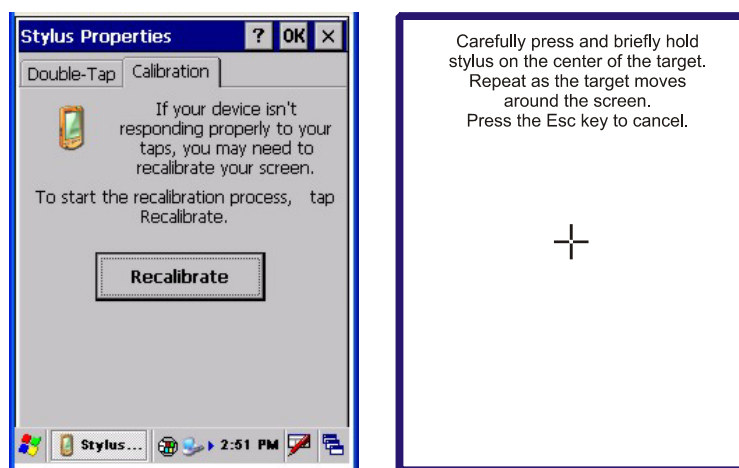 Stylus Properties ? OK ×
Double-Tap Calibration
If your device isn't
responding properly to your
taps, you may need to
recalibrate your screen.
To start the recalibration process, tap
Recalibrate.
Recalibrate
Stylus... 2:51 PM
Carefully press and briefly hold
stylus on the center of the target.
Repeat as the target moves
around the screen.
Press the Esc key to cancel.